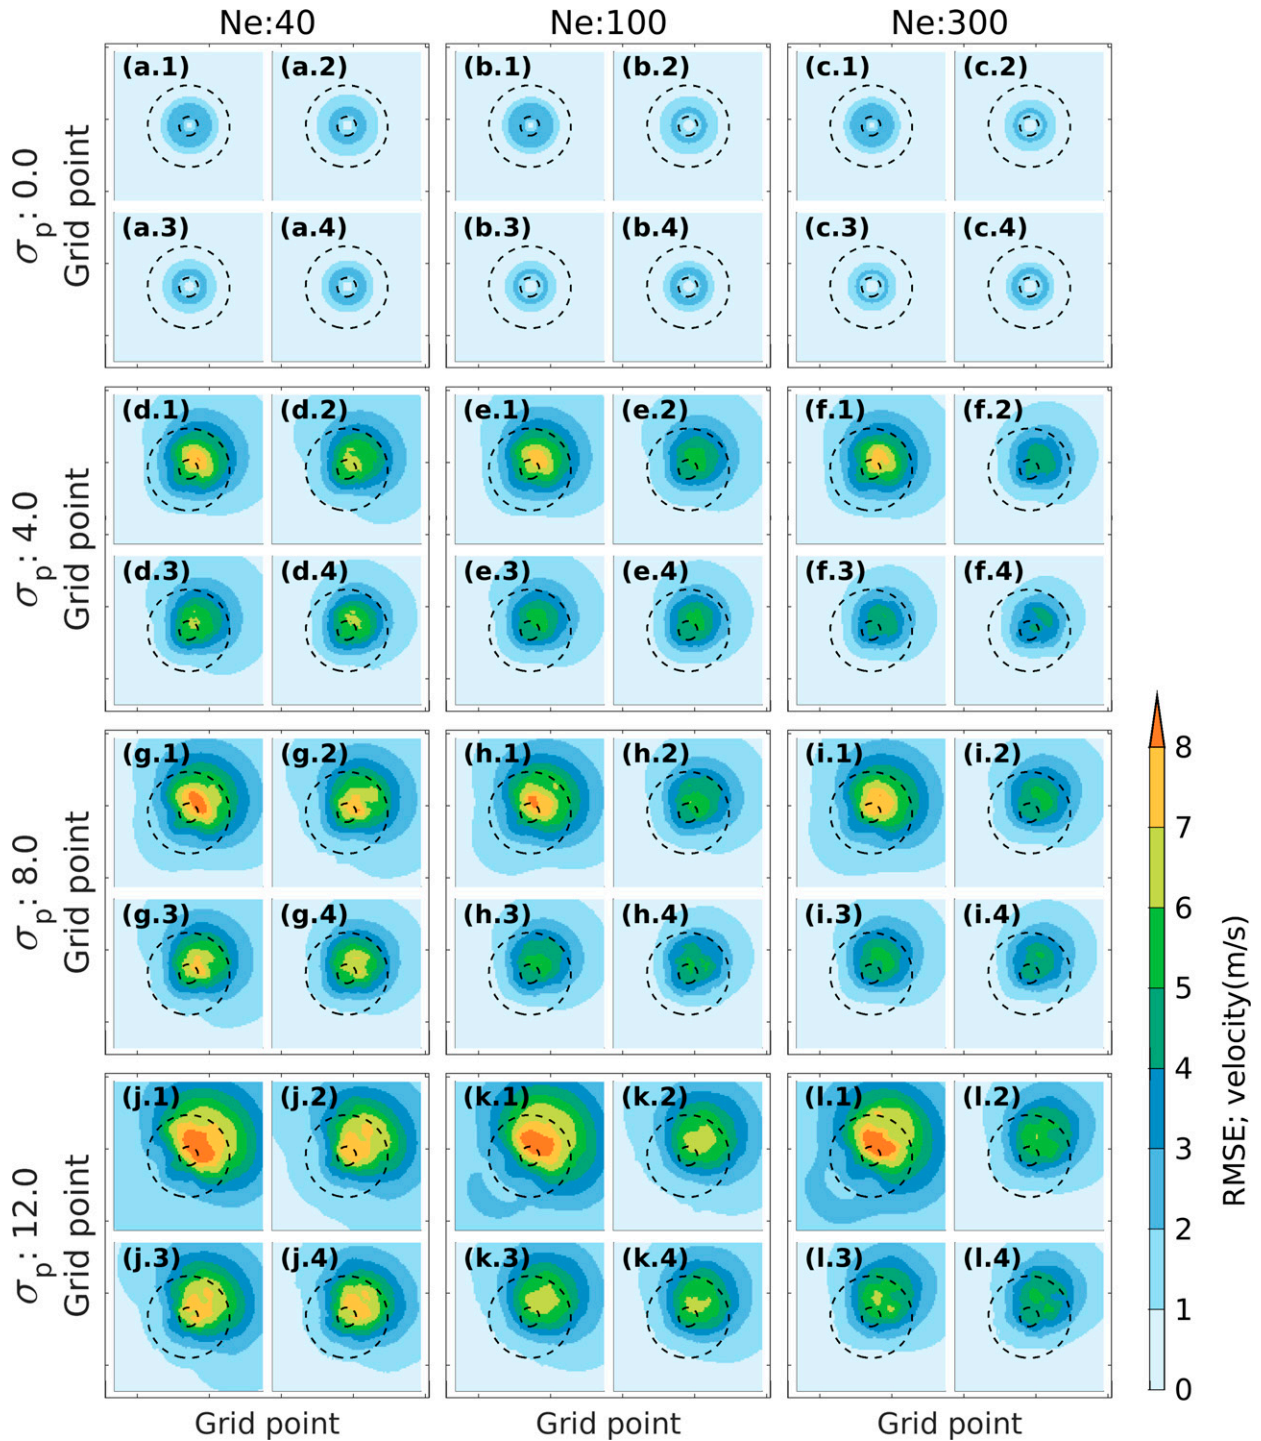 Ne:40 Ne:100 Ne:300
(a.1) (a.2) (b.1) (b.2) (c.1) (c.2)
σp: 0.0
Grid point
(a.3) (a.4) (b.3) (b.4) (c.3) (c.4)
(d.1) (d.2) (e.1) (e.2) (f.1) (f.2)
σp: 4.0
Grid point
(d.3) (d.4) (e.3) (e.4) (f.3) (f.4)
(g.1) (g.2) (h.1) (h.2) (i.1) (i.2)
σp: 8.0
Grid point
(g.3) (g.4) (h.3) (h.4) (i.3) (i.4)
(j.1) (j.2) (k.1) (k.2) (l.1) (l.2)
σp: 12.0
Grid point
(j.3) (j.4) (k.3) (k.4) (l.3) (l.4)
Grid point Grid point Grid point
8
7
6
5
4
3
2
1
0
RMSE; velocity(m/s)